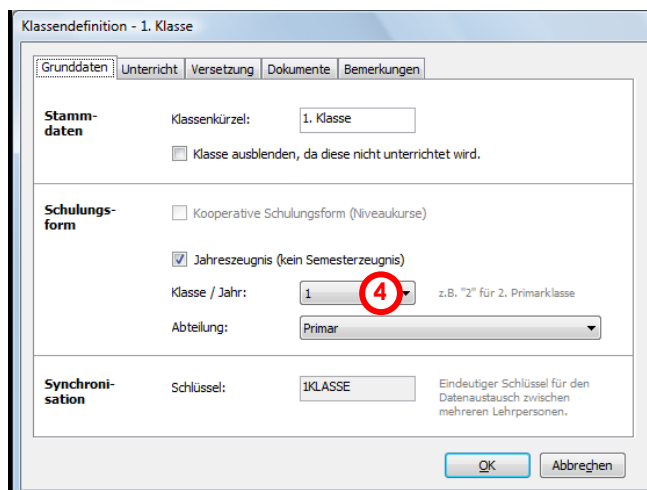 Klassendefinition - 1. Klasse
Grunddaten Unterricht Versetzung Dokumente Bemerkungen
Stamm-
daten
Klassenkürzel: 1. Klasse
Klasse ausblenden, da diese nicht unterrichtet wird.
Schulungs-
form
Kooperative Schulungsform (Niveaukurse)
Jahreszeugnis (kein Semesterzeugnis)
Klasse / Jahr: 1 4 z.B. "2" für 2. Primarklasse
Abteilung: Primar
Synchroni-
sation
Schlüssel: 1KLASSE
Eindeutiger Schlüssel für den
Datenaustausch zwischen
mehreren Lehrpersonen.
OK Abbrechen